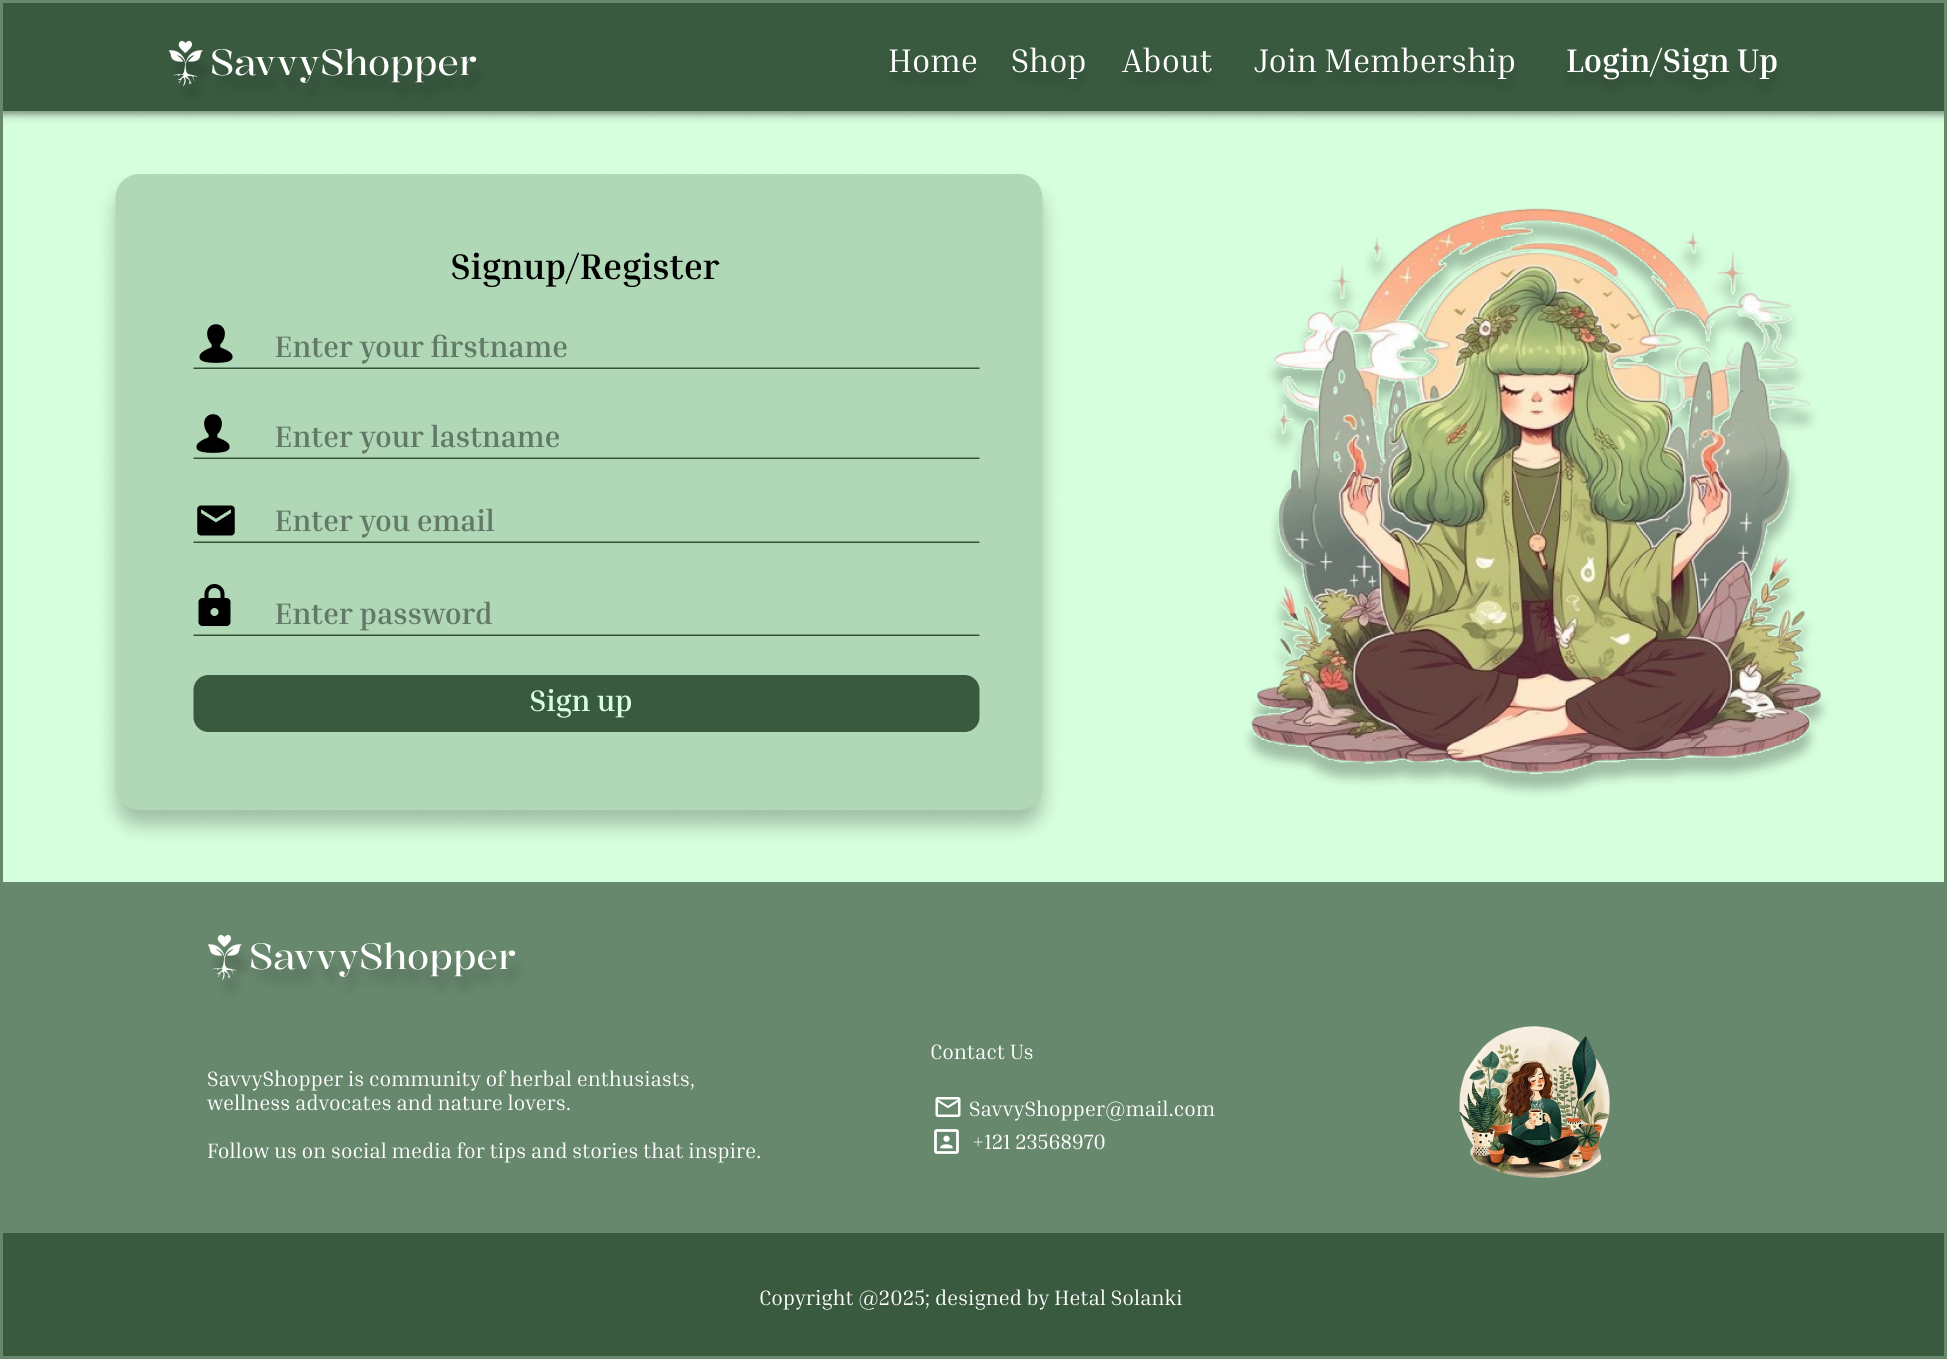 SavvyShopper
Home Shop About Join Membership Login/Sign Up
Signup/Register
Enter your firstname
Enter your lastname
Enter you email
Enter password
Sign up
SavvyShopper
SavvyShopper is community of herbal enthusiasts,
wellness advocates and nature lovers.
Follow us on social media for tips and stories that inspire.
Contact Us
SavvyShopper@mail.com
+121 23568970
Copyright @2025; designed by Hetal Solanki